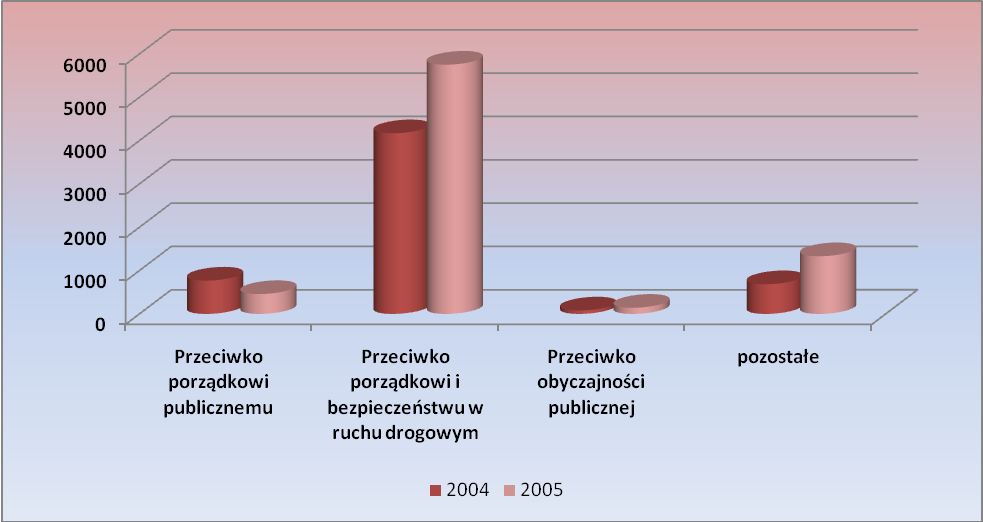 6000
5000
4000
3000
2000
1000
0
Przeciwko
porządkowi
publicznemu
Przeciwko
porządkowi i
bezpieczeństwu w
ruchu drogowym
Przeciwko
obyczajności
publicznej
pozostałe
2004 2005